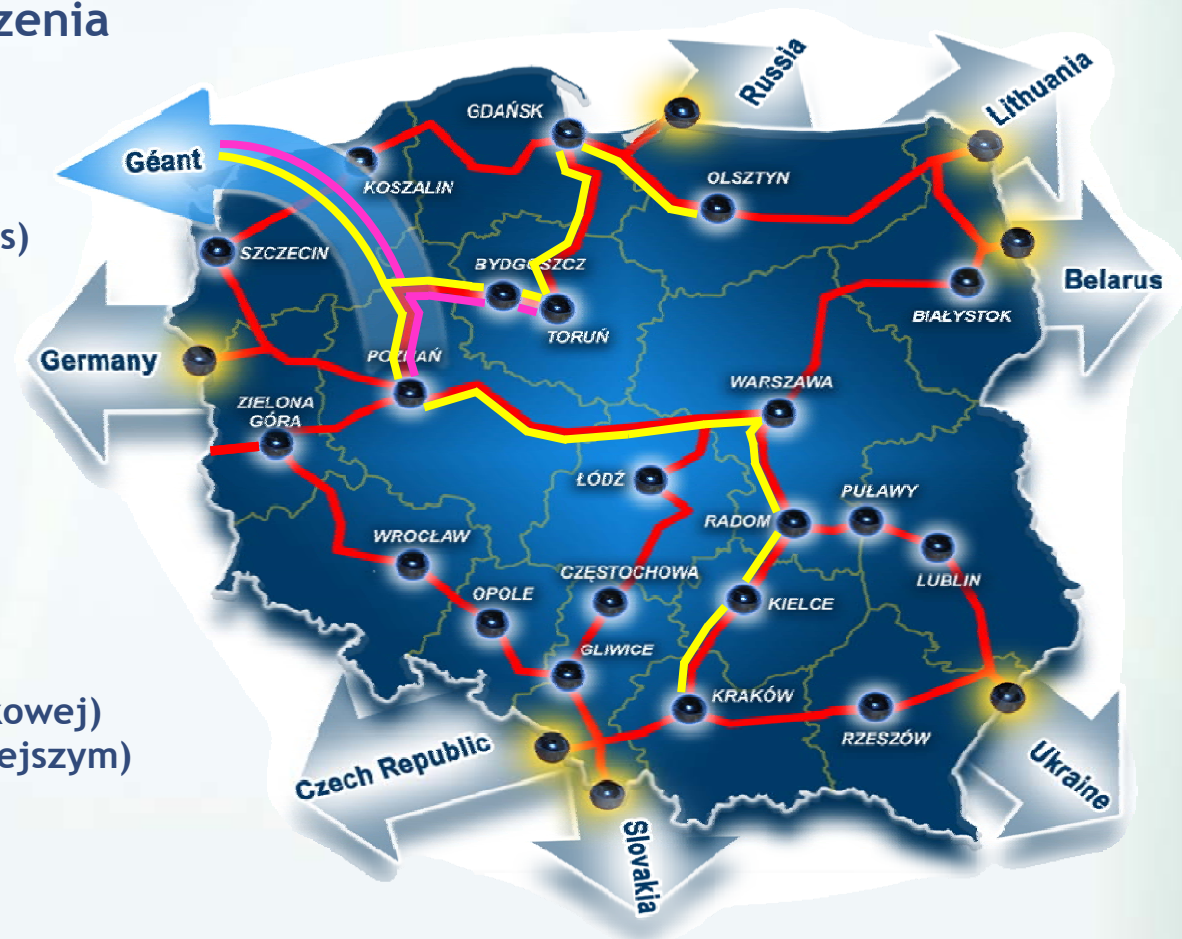 zenia
Russia
Lithuania
GDAŃSK
Géant
KOSZALIN
OLSZTYN
s)
SZCZECIN
BYDGOSZCZ
Belarus
BIAŁYSTOK
TORUŃ
Germany
POZNAŃ
WARSZAWA
ZIELONA
GÓRA
ŁÓDŹ
PUŁAWY
RADOM
WROCŁAW
CZĘSTOCHOWA
LUBLIN
OPOLE
KIELCE
GLIWICE
KRAKÓW
kowej)
RZESZÓW
ejszym)
Czech Republic
Ukraine
Slovakia